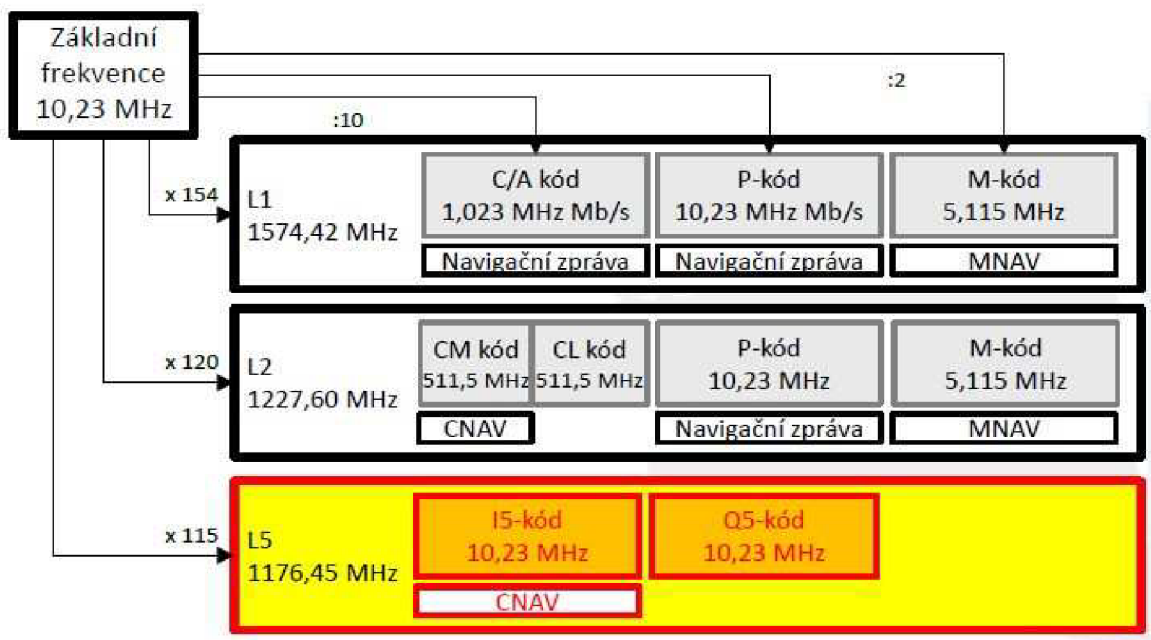 Základní
frekvence
10,23 MHz
:2
:10
x 154
L1
1574,42 MHz
C/A kód
1,023 MHz Mb/s
P-kód
10,23 MHz Mb/s
M-kód
5,115 MHz
Navigační zpráva
Navigační zpráva
MNAV
x 120
L2
1227,60 MHz
CM kód
511,5 MHz
CL kód
511,5 MHz
P-kód
10,23 MHz
M-kód
5,115 MHz
CNAV
Navigační zpráva
MNAV
x 115
L5
1176,45 MHz
I5-kód
10,23 MHz
Q5-kód
10,23 MHz
CNAV